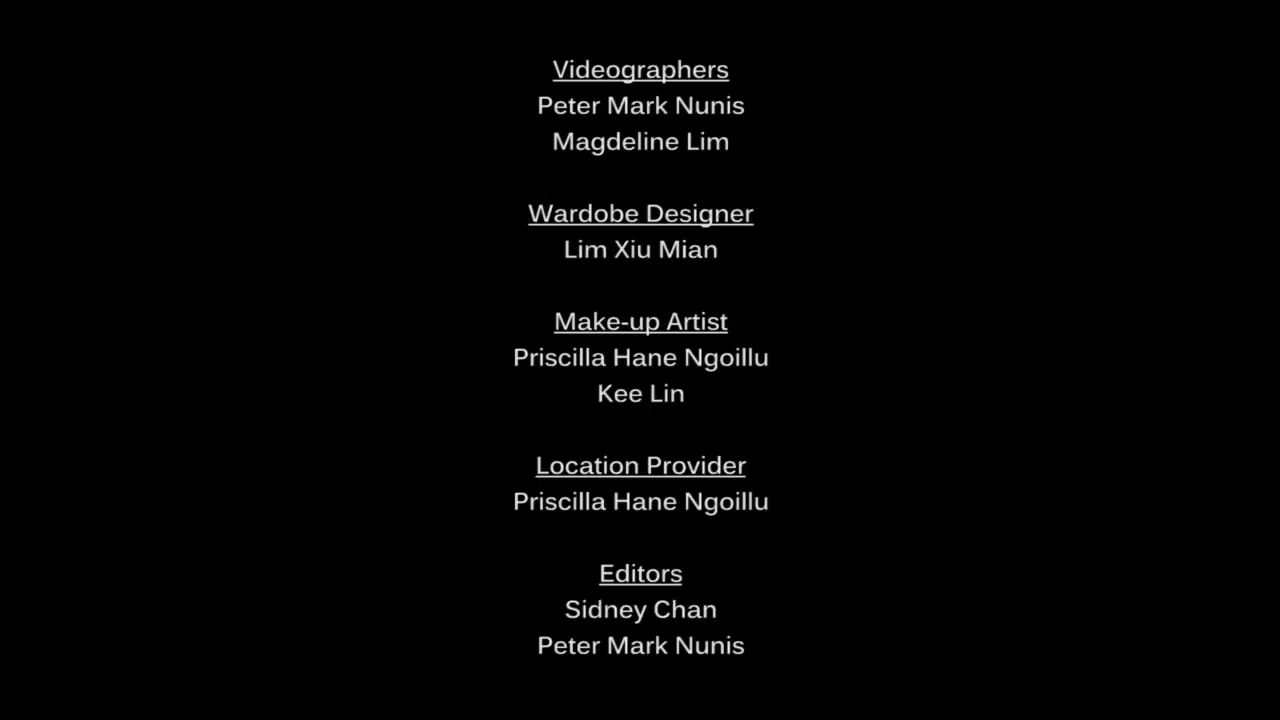 Videographers
Peter Mark Nunis
Magdeline Lim
Wardobe Designer
Lim Xiu Mian
Make-up Artist
Priscilla Hane Ngoillu
Kee Lin
Location Provider
Priscilla Hane Ngoillu
Editors
Sidney Chan
Peter Mark Nunis